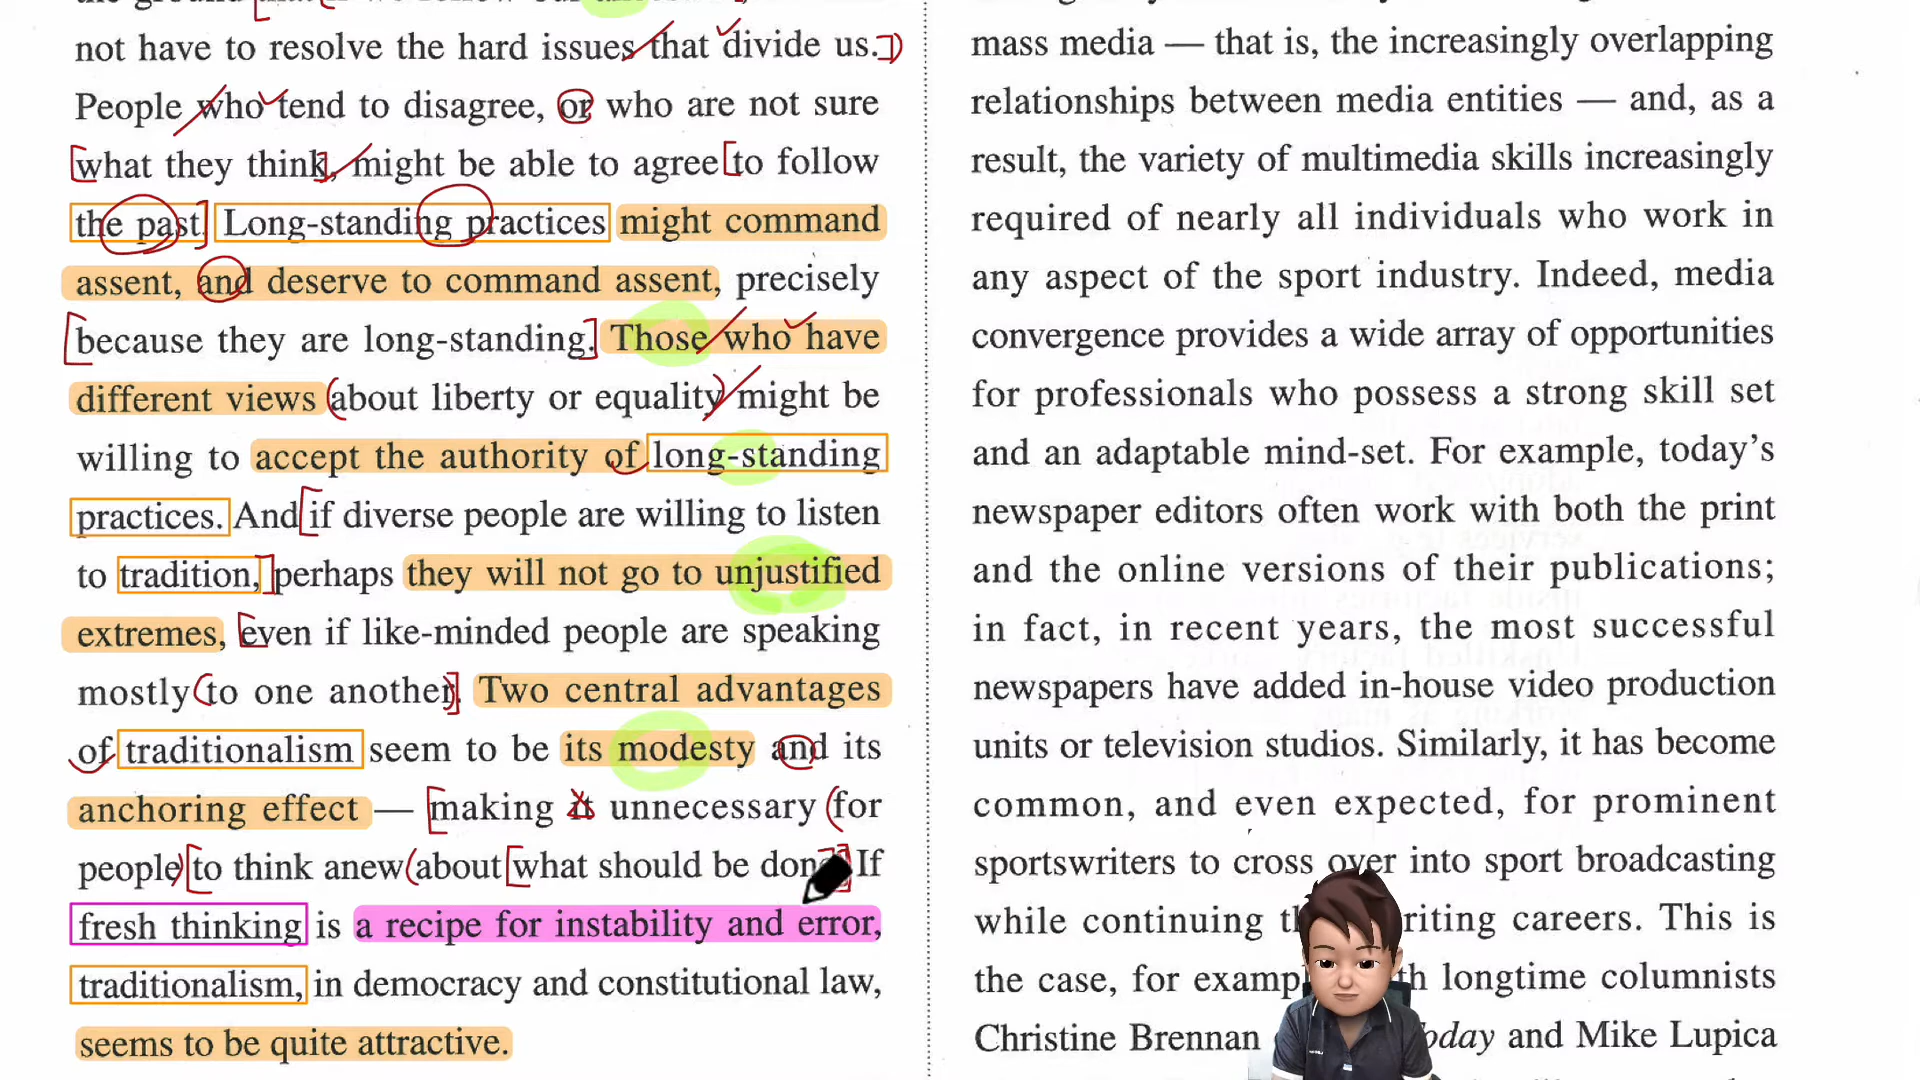 the ground that if we follow our
not have to resolve the hard issues that divide us.
People who tend to disagree, or who are not sure
what they think, might be able to agree to follow
the past. Long-standing practices might command
assent, and deserve to command assent, precisely
because they are long-standing. Those who have
different views about liberty or equality might be
willing to accept the authority of long-standing
practices. And if diverse people are willing to listen
to tradition, perhaps they will not go to unjustified
extremes, even if like-minded people are speaking
mostly to one another. Two central advantages
of traditionalism seem to be its modesty and its
anchoring effect — making it unnecessary for
people to think anew about what should be done. If
fresh thinking is a recipe for instability and error,
traditionalism, in democracy and constitutional law,
seems to be quite attractive.
mass media — that is, the increasingly overlapping
relationships between media entities — and, as a
result, the variety of multimedia skills increasingly
required of nearly all individuals who work in
any aspect of the sport industry. Indeed, media
convergence provides a wide array of opportunities
for professionals who possess a strong skill set
and an adaptable mind-set. For example, today's
newspaper editors often work with both the print
and the online versions of their publications;
in fact, in recent years, the most successful
newspapers have added in-house video production
units or television studios. Similarly, it has become
common, and even expected, for prominent
sportswriters to cross over into sport broadcasting
while continuing writing careers. This is
the case, for longtime columnists
Christine Brennan and Mike Lupica